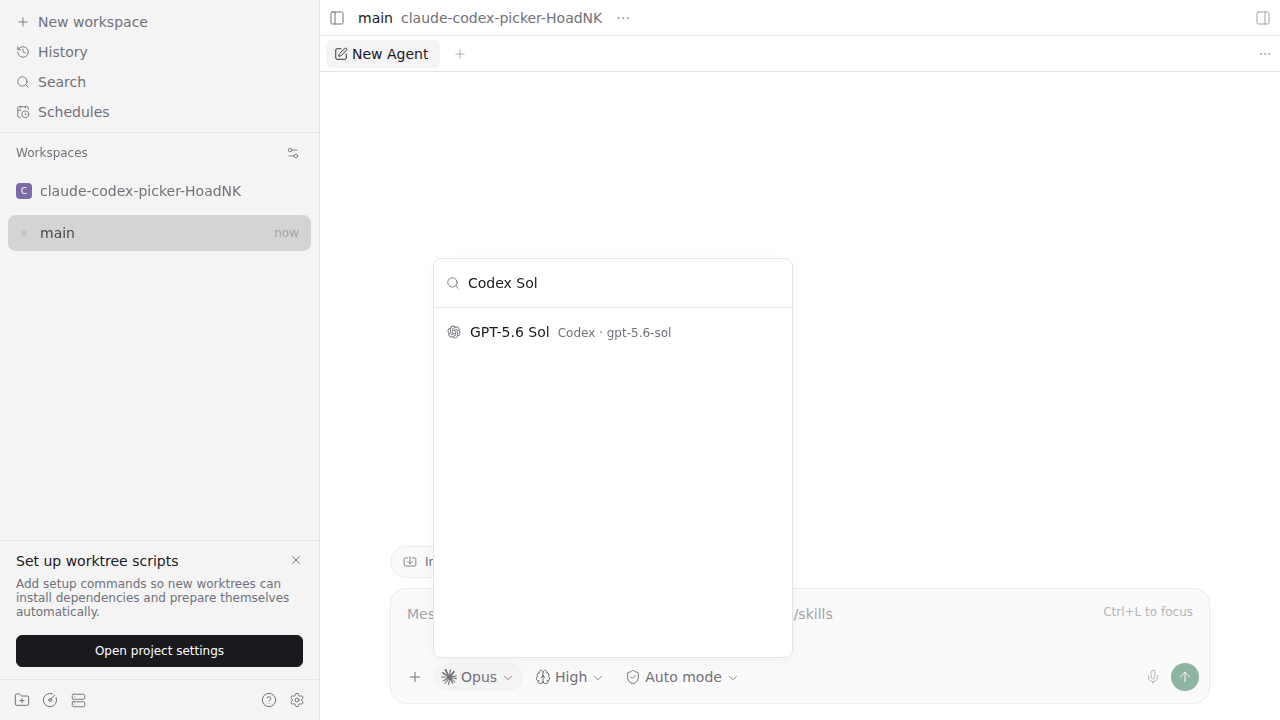 New workspace
History
Search
Schedules
Workspaces
C claude-codex-picker-HoadNK
main now
Set up worktree scripts
Add setup commands so new worktrees can
install dependencies and prepare themselves
automatically.
Open project settings
main claude-codex-picker-HoadNK
New Agent
Codex Sol
GPT-5.6 Sol Codex · gpt-5.6-sol
/skills
Ctrl+L to focus
Opus High Auto mode